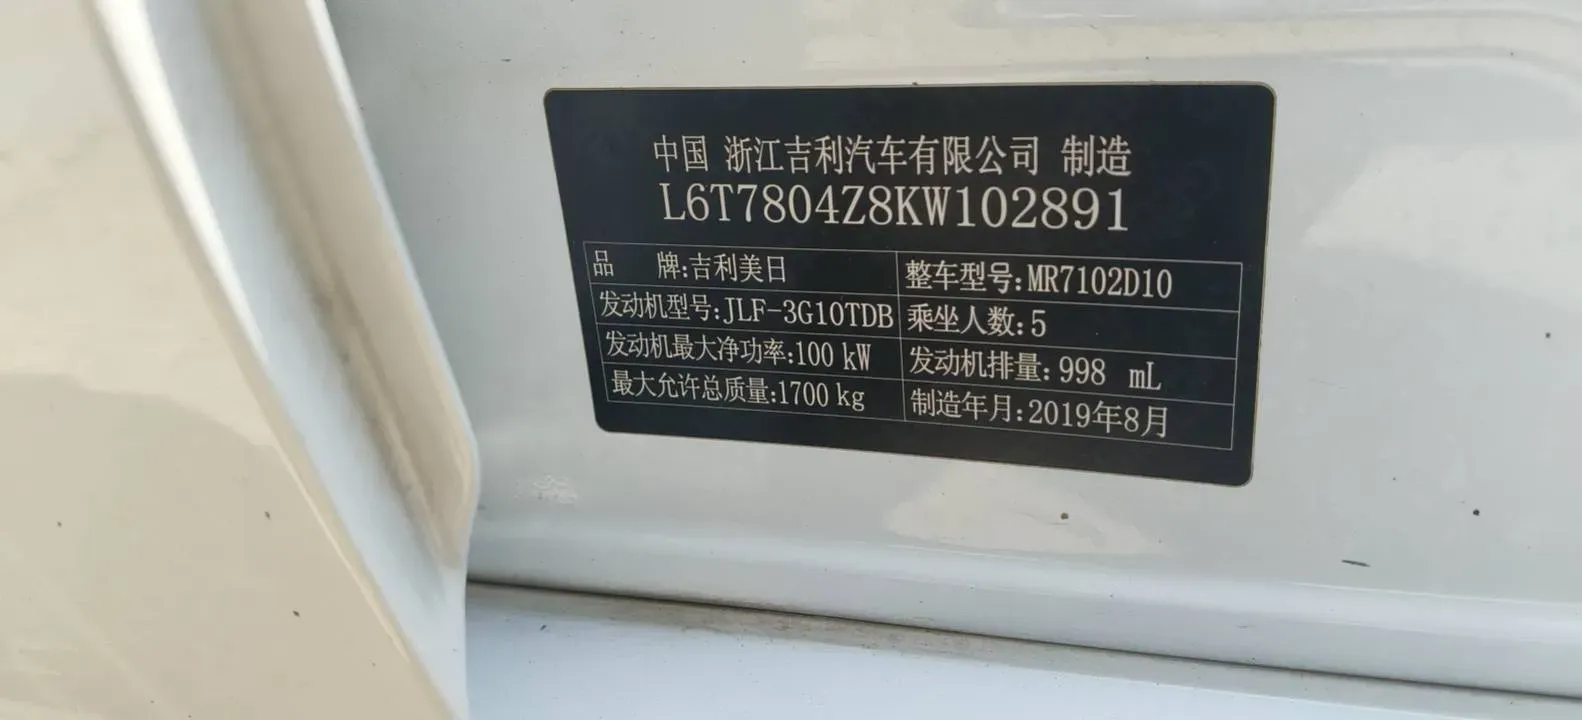 中国 浙江吉利汽车有限公司 制造
L6T7804Z8KW102891
品 牌:吉利美日 整车型号:MR7102D10
发动机型号:JLF-3G10TDB 乘坐人数:5
发动机最大净功率:100 kW 发动机排量:998 mL
最大允许总质量:1700 kg 制造年月:2019年8月